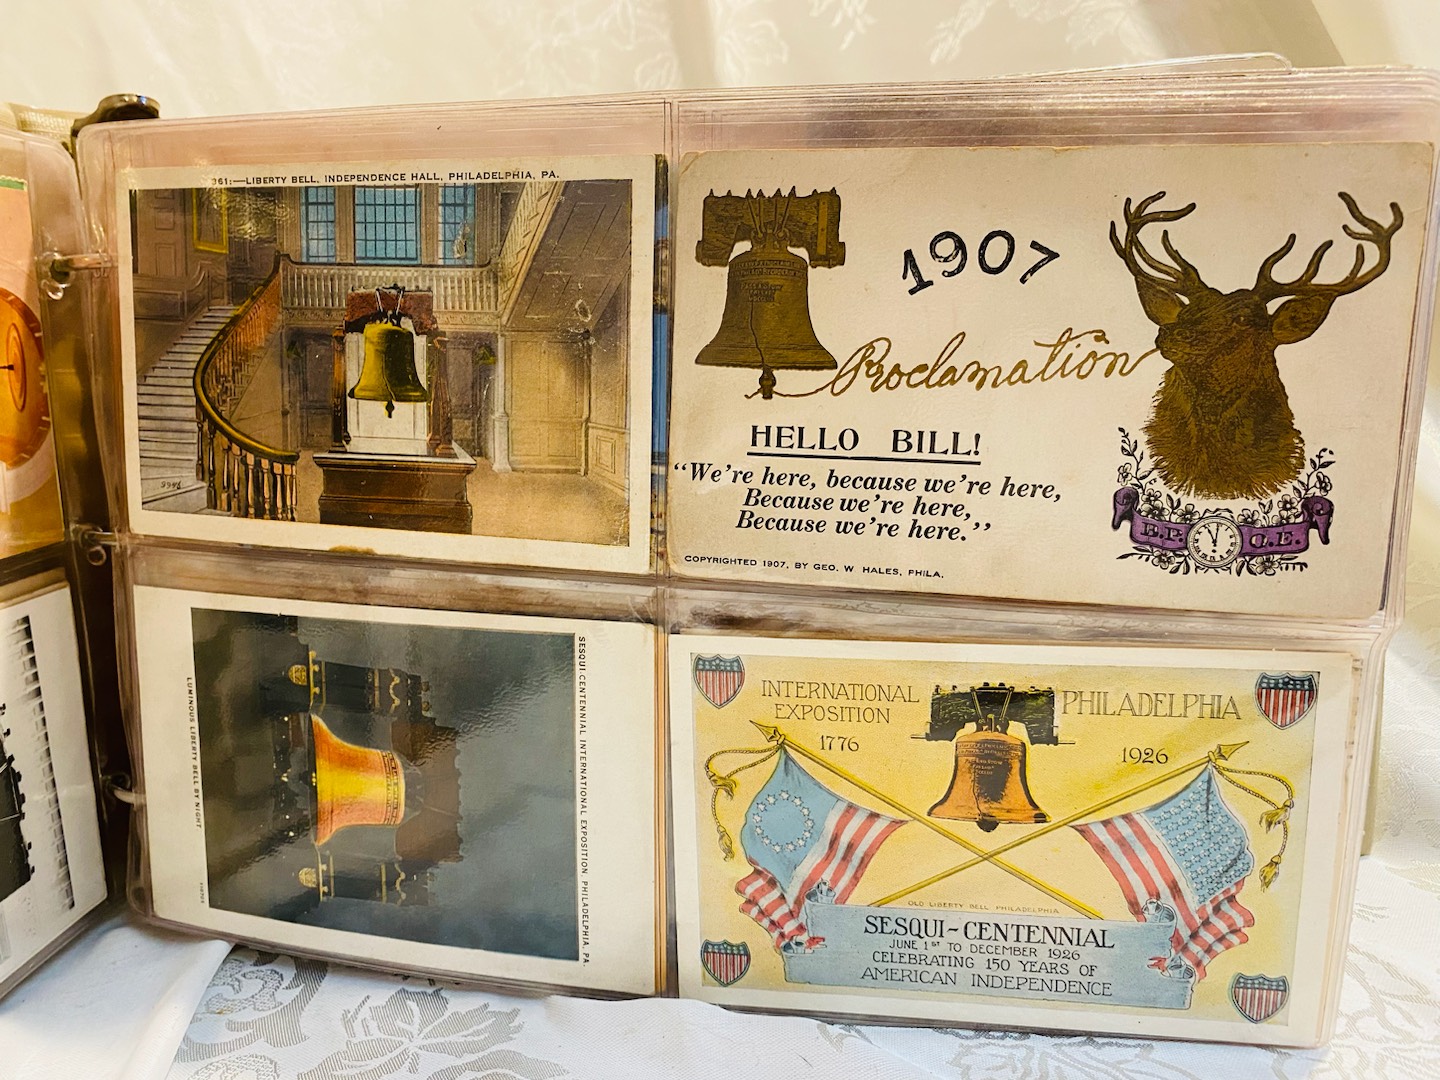 361:—LIBERTY BELL, INDEPENDENCE HALL, PHILADELPHIA, PA.
1907
Proclamation
HELLO BILL!
“We're here, because we're here,
Because we're here,
Because we're here.”
B.P. O.E.
COPYRIGHTED 1907, BY GEO. W HALES, PHILA.
SESQUI-CENTENNIAL INTERNATIONAL EXPOSITION, PHILADELPHIA, PA.
LUMINOUS LIBERTY BELL BY NIGHT.
INTERNATIONAL
EXPOSITION
1776
PHILADELPHIA
1926
OLD LIBERTY BELL PHILADELPHIA
SESQUI-CENTENNIAL
JUNE 1ST TO DECEMBER 1926
CELEBRATING 150 YEARS OF
AMERICAN INDEPENDENCE